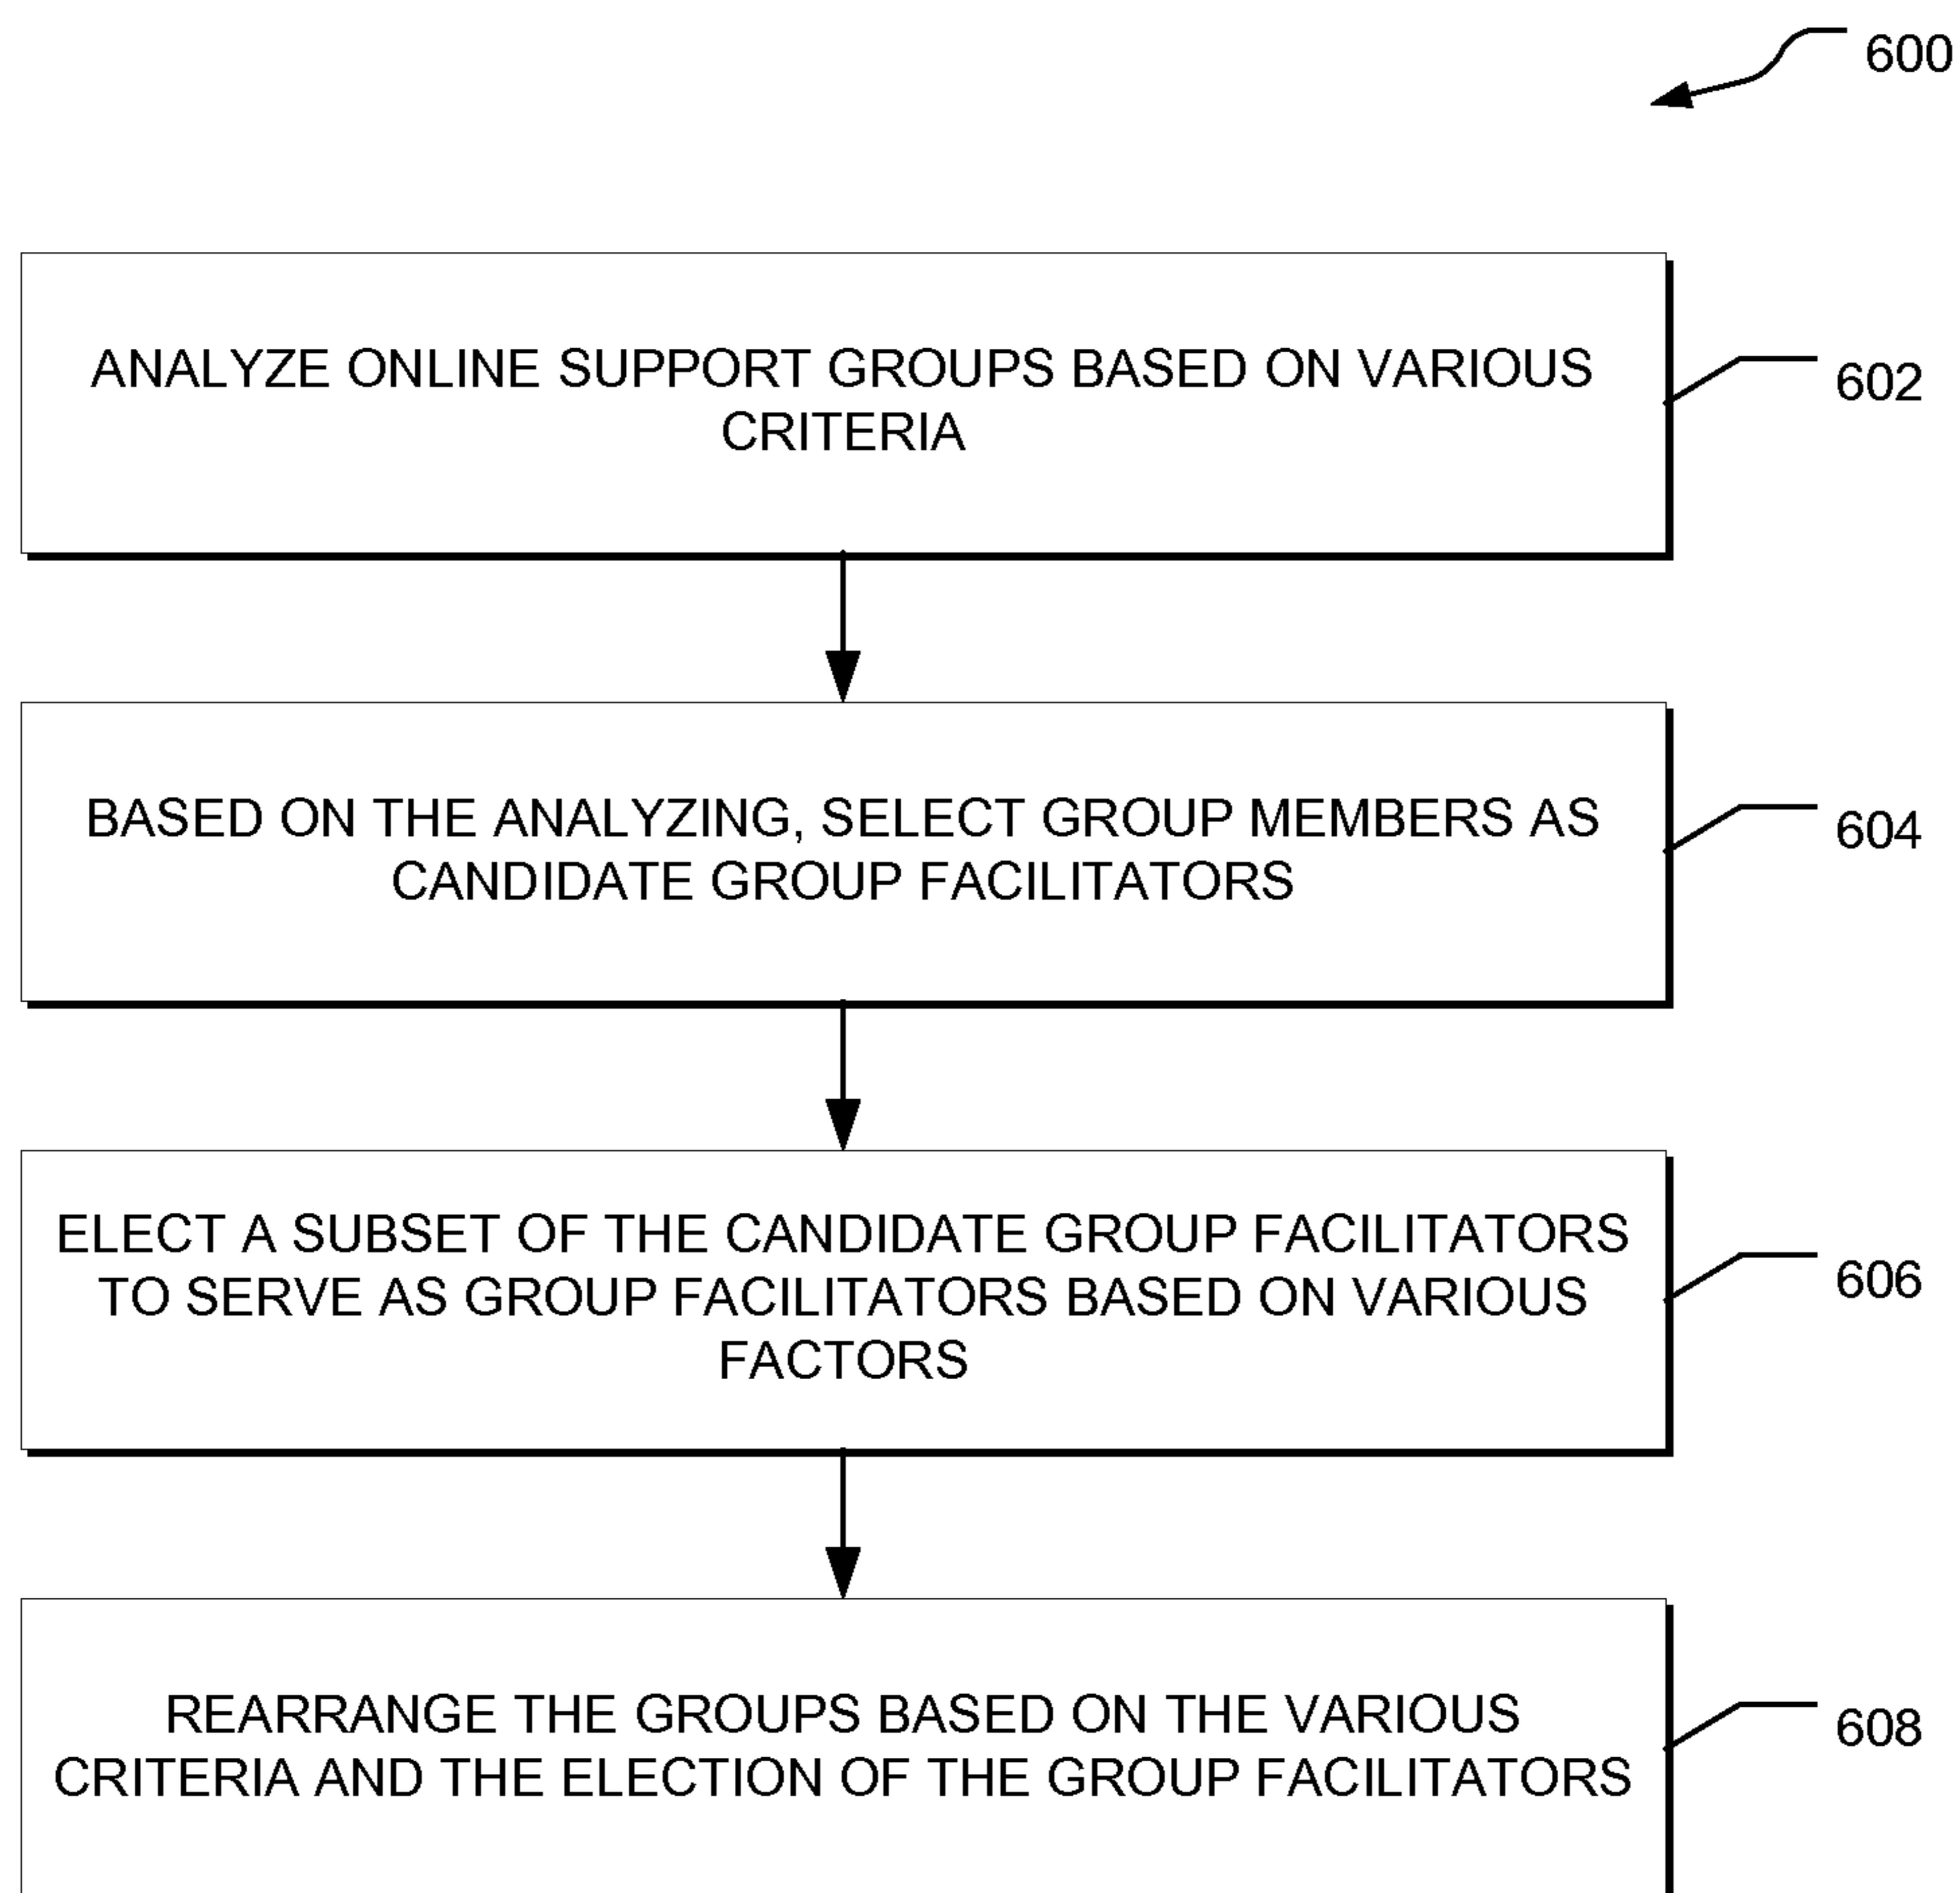 600
ANALYZE ONLINE SUPPORT GROUPS BASED ON VARIOUS
CRITERIA
602
BASED ON THE ANALYZING, SELECT GROUP MEMBERS AS
CANDIDATE GROUP FACILITATORS
604
ELECT A SUBSET OF THE CANDIDATE GROUP FACILITATORS
TO SERVE AS GROUP FACILITATORS BASED ON VARIOUS
FACTORS
606
REARRANGE THE GROUPS BASED ON THE VARIOUS
CRITERIA AND THE ELECTION OF THE GROUP FACILITATORS
608